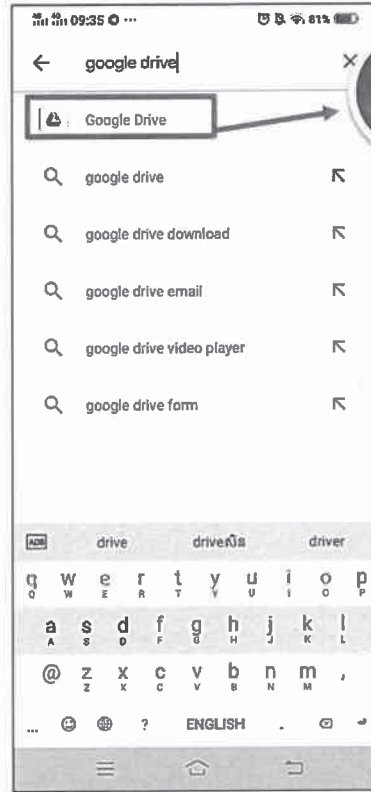 09:35 ... 81%
google drive
Google Drive
google drive
google drive download
google drive email
google drive video player
google drive form
drive driver
q w e r t y u i o p
Q W E R T Y U I O P
a s d f g h j k l
A S D F G H J K L
@ z x c v b n m ,
Z X C V B N M
... ? ENGLISH .